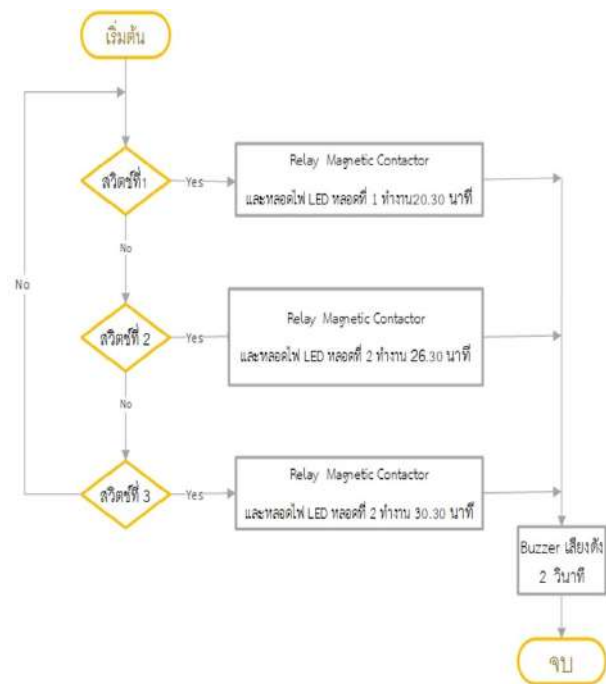 เริ่มต้น
สวิตช์ที่1
Yes
Relay Magnetic Contactor
และหลอดไฟ LED หลอดที่ 1 ทำงาน20.30 นาที
No
No
สวิตช์ที่ 2
Yes
Relay Magnetic Contactor
และหลอดไฟ LED หลอดที่ 2 ทำงาน 26.30 นาที
No
สวิตช์ที่ 3
Yes
Relay Magnetic Contactor
และหลอดไฟ LED หลอดที่ 2 ทำงาน 30.30 นาที
Buzzer เสียงดัง
2 วินาที
จบ